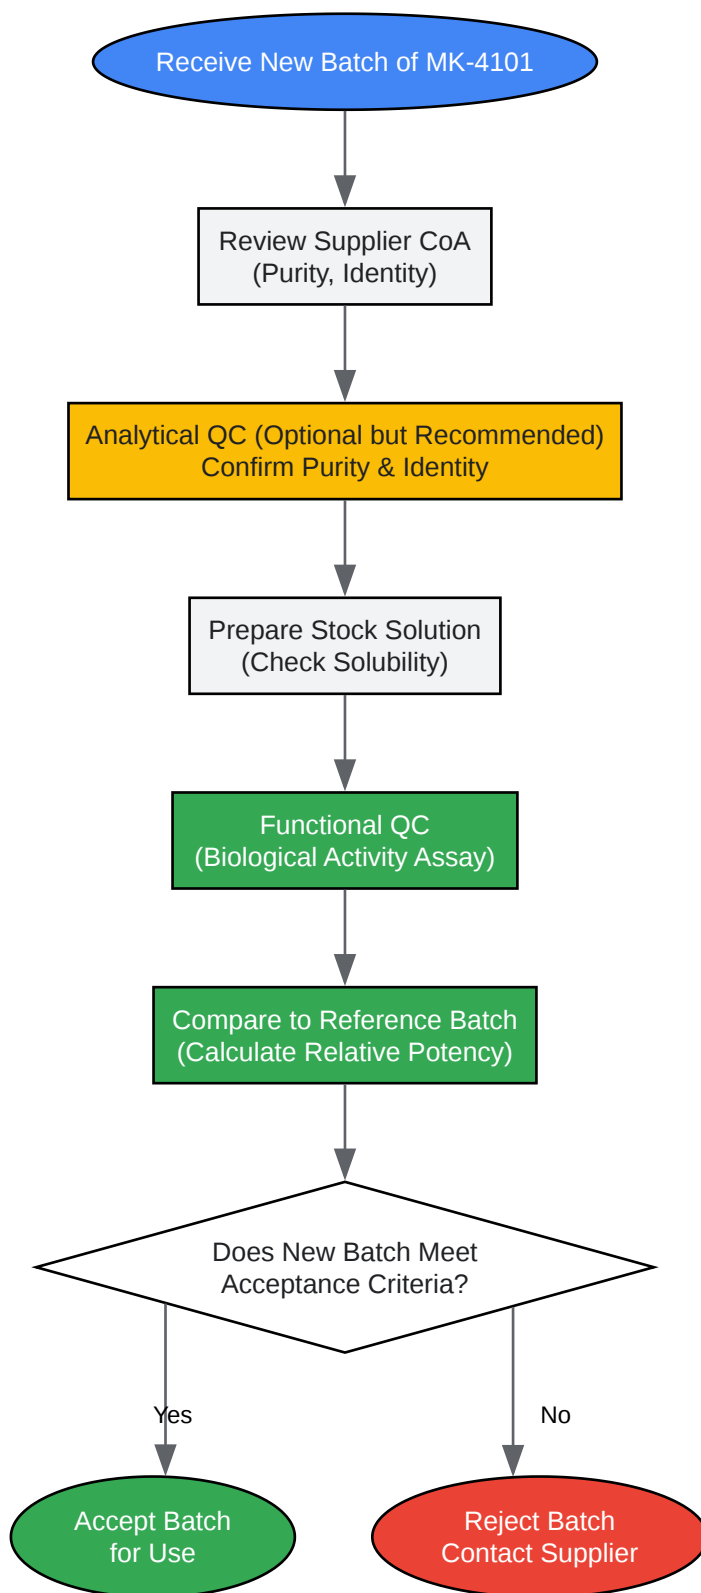 Receive New Batch of MK-4101
Review Supplier CoA
(Purity, Identity)
Analytical QC (Optional but Recommended)
Confirm Purity & Identity
Prepare Stock Solution
(Check Solubility)
Functional QC
(Biological Activity Assay)
Compare to Reference Batch
(Calculate Relative Potency)
Does New Batch Meet
Acceptance Criteria?
Yes
No
Accept Batch
for Use
Reject Batch
Contact Supplier